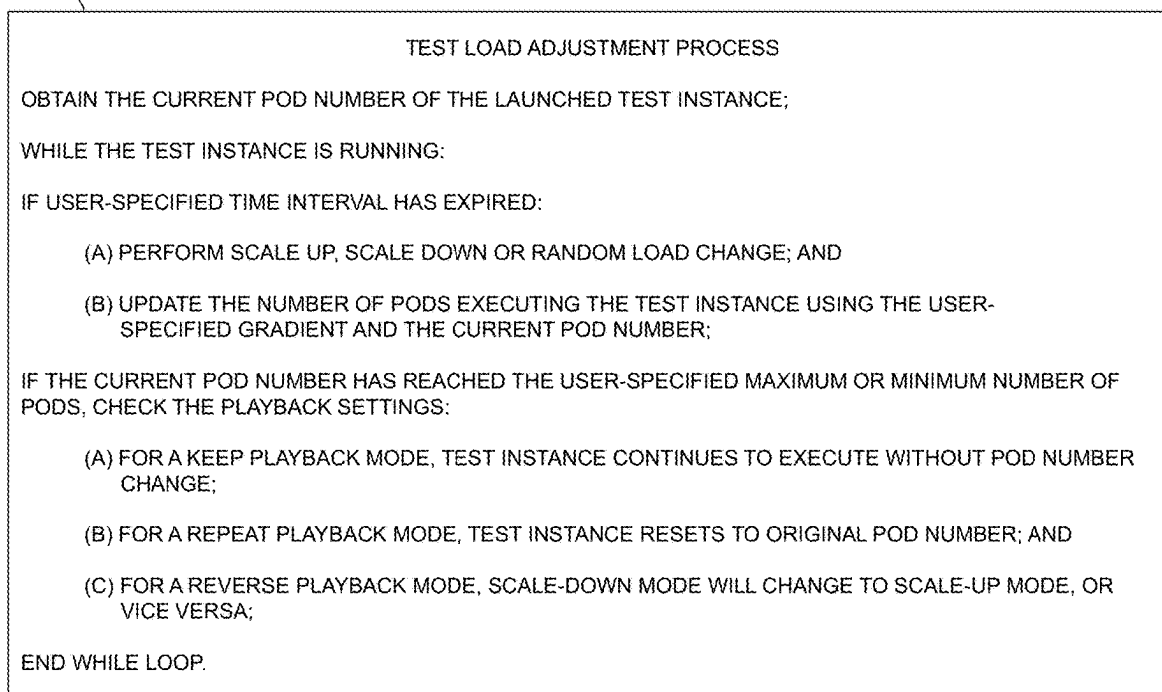 TEST LOAD ADJUSTMENT PROCESS
OBTAIN THE CURRENT POD NUMBER OF THE LAUNCHED TEST INSTANCE;
WHILE THE TEST INSTANCE IS RUNNING:
IF USER-SPECIFIED TIME INTERVAL HAS EXPIRED:
(A) PERFORM SCALE UP, SCALE DOWN OR RANDOM LOAD CHANGE; AND
(B) UPDATE THE NUMBER OF PODS EXECUTING THE TEST INSTANCE USING THE USER-
SPECIFIED GRADIENT AND THE CURRENT POD NUMBER;
IF THE CURRENT POD NUMBER HAS REACHED THE USER-SPECIFIED MAXIMUM OR MINIMUM NUMBER OF
PODS, CHECK THE PLAYBACK SETTINGS:
(A) FOR A KEEP PLAYBACK MODE, TEST INSTANCE CONTINUES TO EXECUTE WITHOUT POD NUMBER
CHANGE;
(B) FOR A REPEAT PLAYBACK MODE, TEST INSTANCE RESETS TO ORIGINAL POD NUMBER; AND
(C) FOR A REVERSE PLAYBACK MODE, SCALE-DOWN MODE WILL CHANGE TO SCALE-UP MODE, OR
VICE VERSA;
END WHILE LOOP.